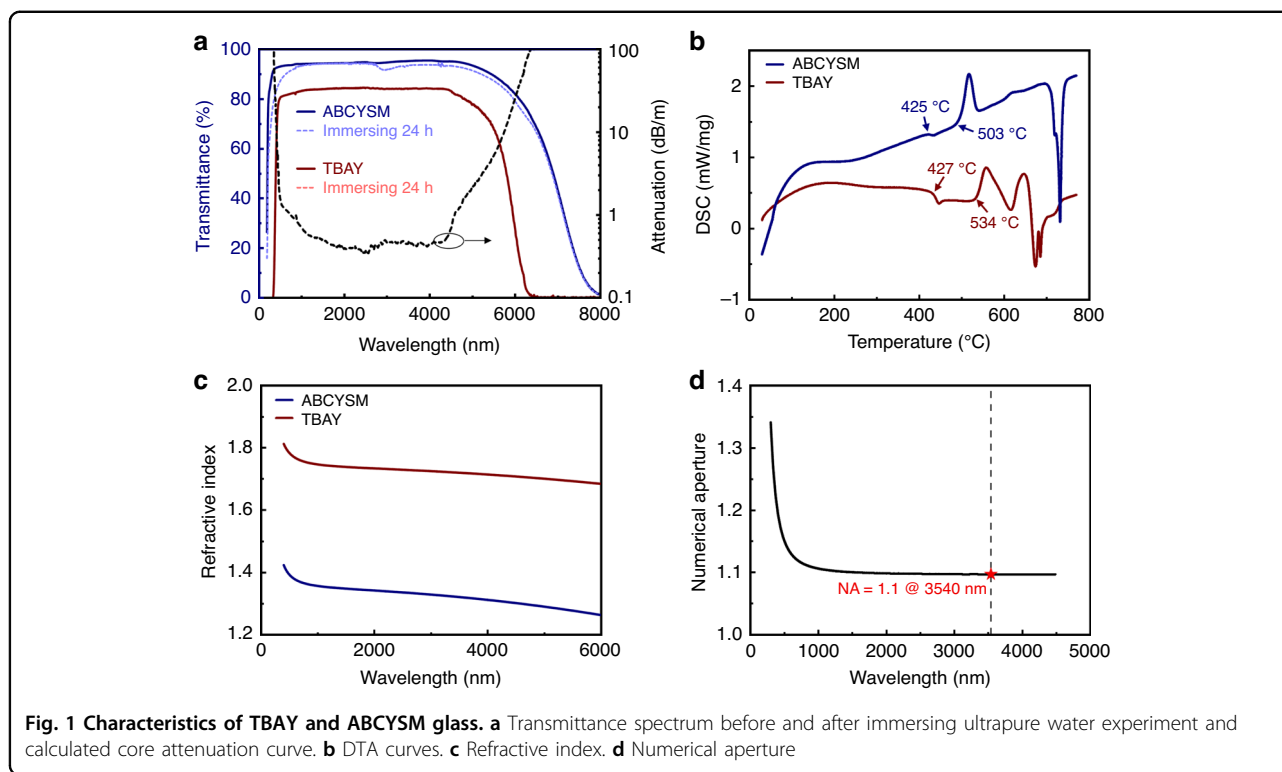 a
100
80
60
40
20
0
Transmittance (%)
ABCYSM
Immersing 24 h
TBAY
Immersing 24 h
100
10
1
0.1
Attenuation (dB/m)
0 2000 4000 6000 8000
Wavelength (nm)
b
ABCYSM
TBAY
2
1
0
–1
DSC (mW/mg)
425 °C
503 °C
427 °C
534 °C
0 200 400 600 800
Temperature (°C)
c
2.0
1.8
1.6
1.4
1.2
Refractive index
ABCYSM
TBAY
0 2000 4000 6000
Wavelength (nm)
d
1.4
1.3
1.2
1.1
1.0
Numerical aperture
NA = 1.1 @ 3540 nm
0 1000 2000 3000 4000 5000
Wavelength (nm)
Fig. 1 Characteristics of TBAY and ABCYSM glass. a Transmittance spectrum before and after immersing ultrapure water experiment and
calculated core attenuation curve. b DTA curves. c Refractive index. d Numerical aperture